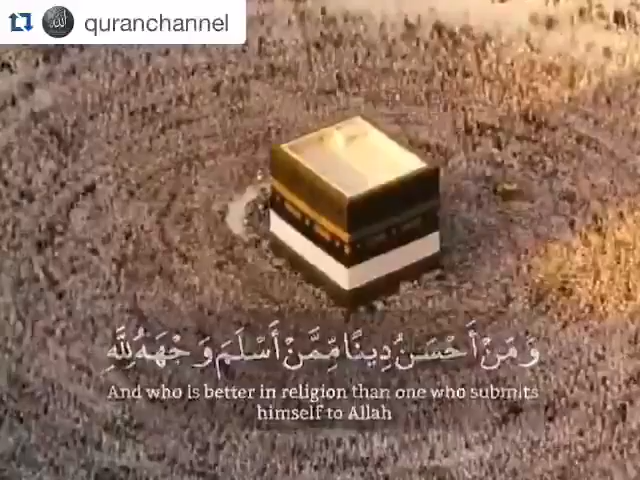 quranchannel
وَمَنْ أَحْسَنُ دِينًا مِّمَّنْ أَسْلَمَ وَجْهَهُ لِلَّهِ
And who is better in religion than one who submits
himself to Allah